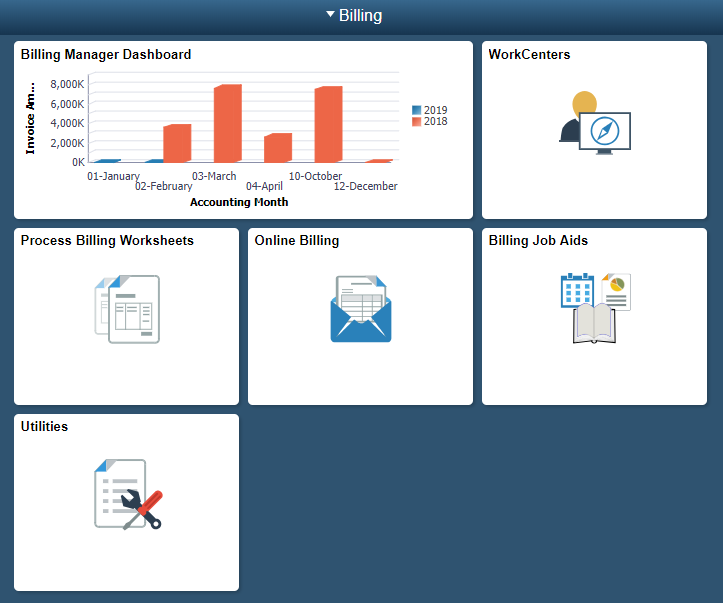 Billing
Billing Manager Dashboard
Invoice Am...
8,000K
6,000K
4,000K
2,000K
0K
01-January
02-February
03-March
04-April
10-October
12-December
Accounting Month
2019
2018
WorkCenters
Process Billing Worksheets
Online Billing
Billing Job Aids
Utilities